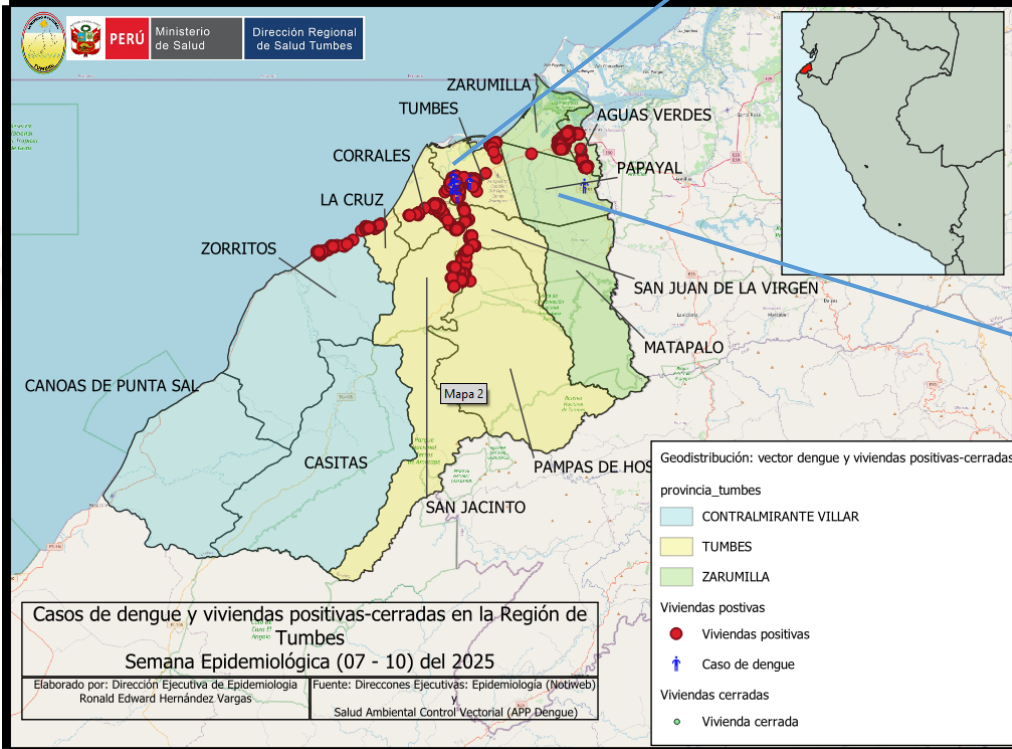 TUMBES
PERÚ
Ministerio
de Salud
Dirección Regional
de Salud Tumbes
ZARUMILLA
TUMBES
AGUAS VERDES
CORRALES
PAPAYAL
LA CRUZ
ZORRITOS
SAN JUAN DE LA VIRGEN
MATAPALO
CANOAS DE PUNTA SAL
Mapa 2
CASITAS
PAMPAS DE HOS
SAN JACINTO
Geodistribución: vector dengue y viviendas positivas-cerradas
provincia_tumbes
CONTRALMIRANTE VILLAR
TUMBES
ZARUMILLA
Viviendas postivas
Viviendas positivas
Caso de dengue
Viviendas cerradas
Vivienda cerrada
Casos de dengue y viviendas positivas-cerradas en la Región de
Tumbes
Semana Epidemiológica (07 - 10) del 2025
Elaborado por: Dirección Ejecutiva de Epidemiologia
Ronald Edward Hernández Vargas
Fuente: Direccones Ejecutivas: Epidemiología (Notiweb)
y
Salud Ambiental Control Vectorial (APP Dengue)